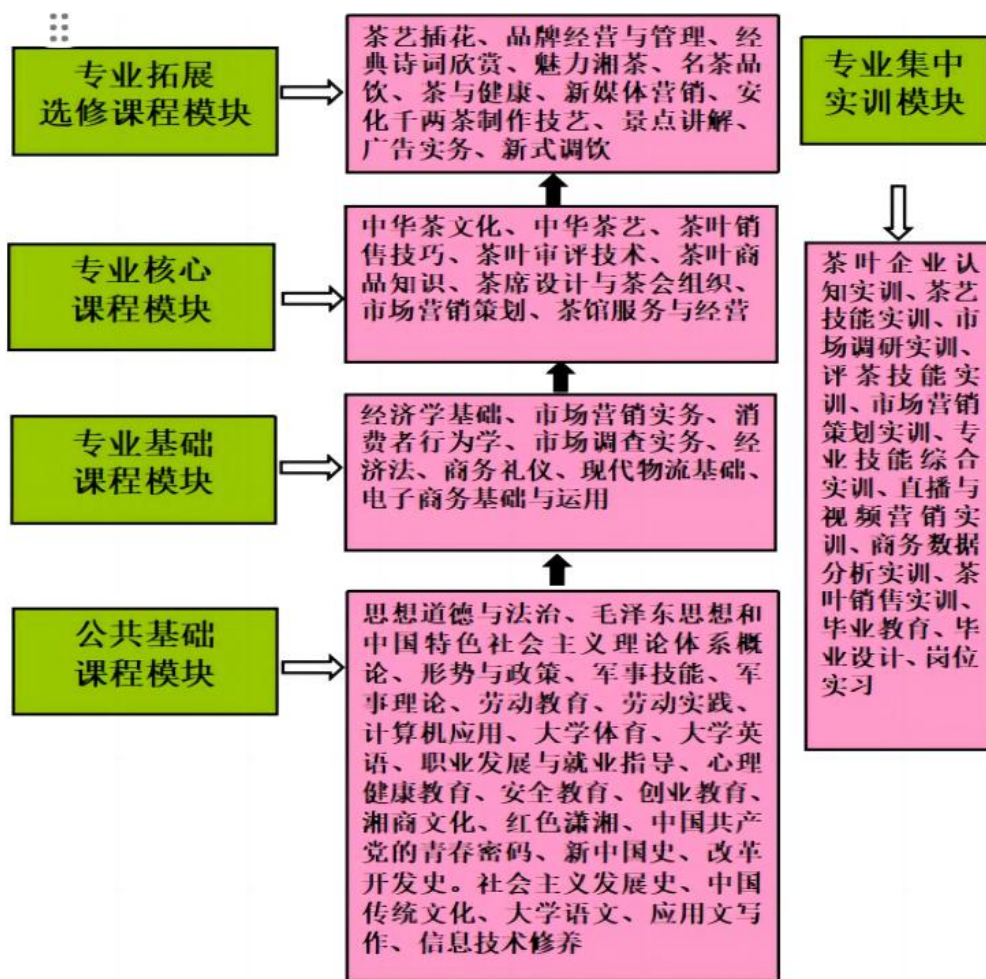 专业拓展
选修课程模块
茶艺插花、品牌经营与管理、经
典诗词欣赏、魅力湘茶、名茶品
饮、茶与健康、新媒体营销、安
化千两茶制作技艺、景点讲解、
广告实务、新式调饮
专业核心
课程模块
中华茶文化、中华茶艺、茶叶销
售技巧、茶叶审评技术、茶叶商
品知识、茶席设计与茶会组织、
市场营销策划、茶馆服务与经营
专业基础
课程模块
经济学基础、市场营销实务、消
费者行为学、市场调查实务、经
济法、商务礼仪、现代物流基础、
电子商务基础与运用
公共基础
课程模块
思想道德与法治、毛泽东思想和
中国特色社会主义理论体系概
论、形势与政策、军事技能、军
事理论、劳动教育、劳动实践、
计算机应用、大学体育、大学英
语、职业发展与就业指导、心理
健康教育、安全教育、创业教育、
湘商文化、红色潇湘、中国共产
党的青春密码、新中国史、改革
开发史。社会主义发展史、中国
传统文化、大学语文、应用文写
作、信息技术修养
专业集中
实训模块
茶叶企业认
知实训、茶艺
技能实训、市
场调研实训、
评茶技能实
训、市场营销
策划实训、专
业技能综合
实训、直播与
视频营销实
训、商务数据
分析实训、茶
叶销售实训、
毕业教育、毕
业设计、岗位
实习